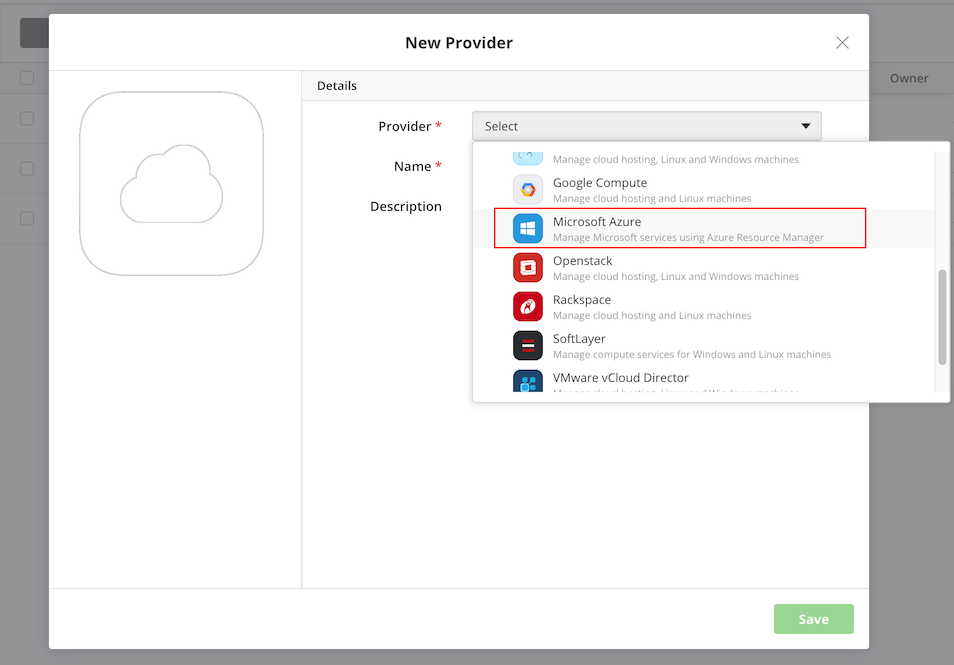 New Provider
Owner
Details
Provider *
Select
Name *
Description
Manage cloud hosting, Linux and Windows machines
Google Compute
Manage cloud hosting and Linux machines
Microsoft Azure
Manage Microsoft services using Azure Resource Manager
Openstack
Manage cloud hosting, Linux and Windows machines
Rackspace
Manage cloud hosting and Linux machines
SoftLayer
Manage compute services for Windows and Linux machines
VMware vCloud Director
Save